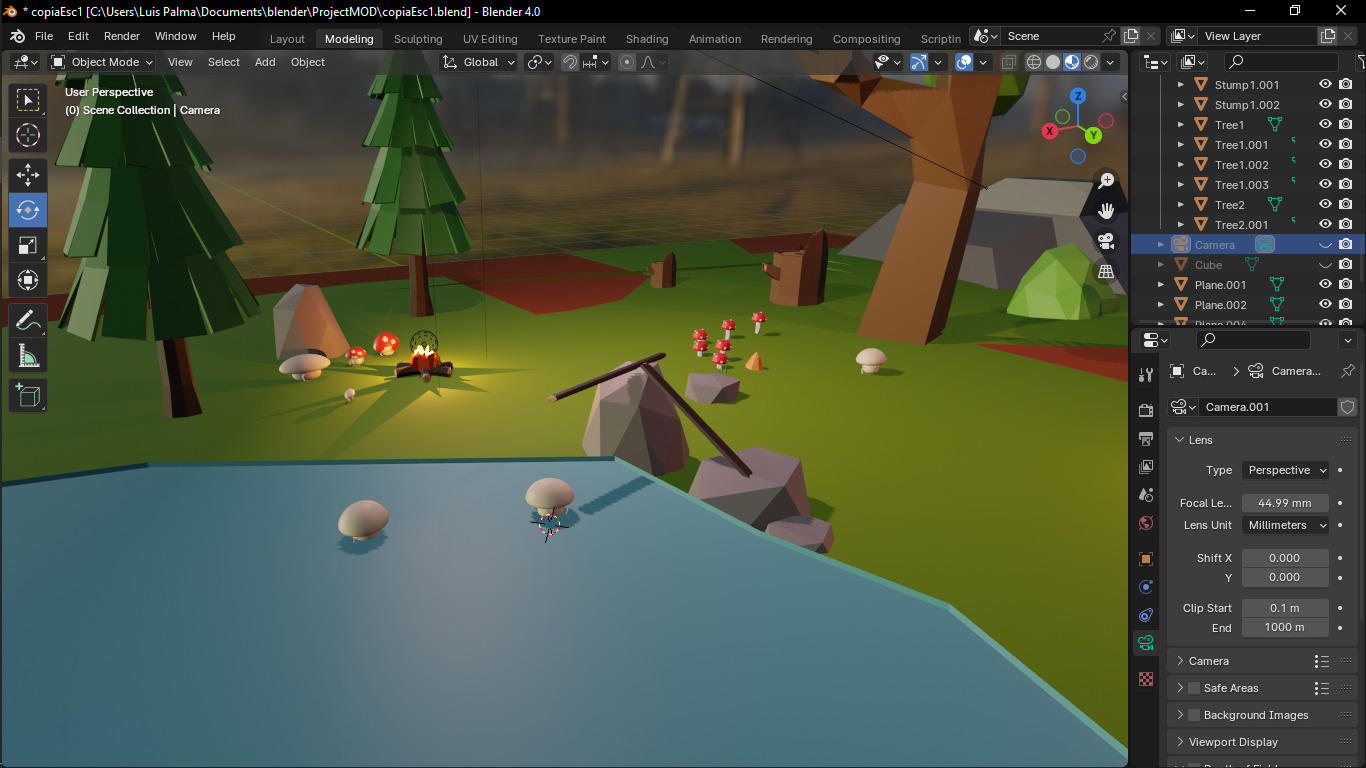 * copiaEsc1 [C:\Users\Luis Palma\Documents\blender\ProjectMOD\copiaEsc1.blend] - Blender 4.0
File Edit Render Window Help Layout Modeling Sculpting UV Editing Texture Paint Shading Animation Rendering Compositing Scriptin Scene View Layer
Object Mode View Select Add Object Global
User Perspective
(0) Scene Collection | Camera
Z
X
Y
Stump1.001
Stump1.002
Tree1
Tree1.001
Tree1.002
Tree1.003
Tree2
Tree2.001
Camera
Cube
Plane.001
Plane.002
Ca... Camera...
Camera.001
Lens
Type Perspective
Focal Le... 44.99 mm
Lens Unit Millimeters
Shift X 0.000
Y 0.000
Clip Start 0.1 m
End 1000 m
Camera
Safe Areas
Background Images
Viewport Display